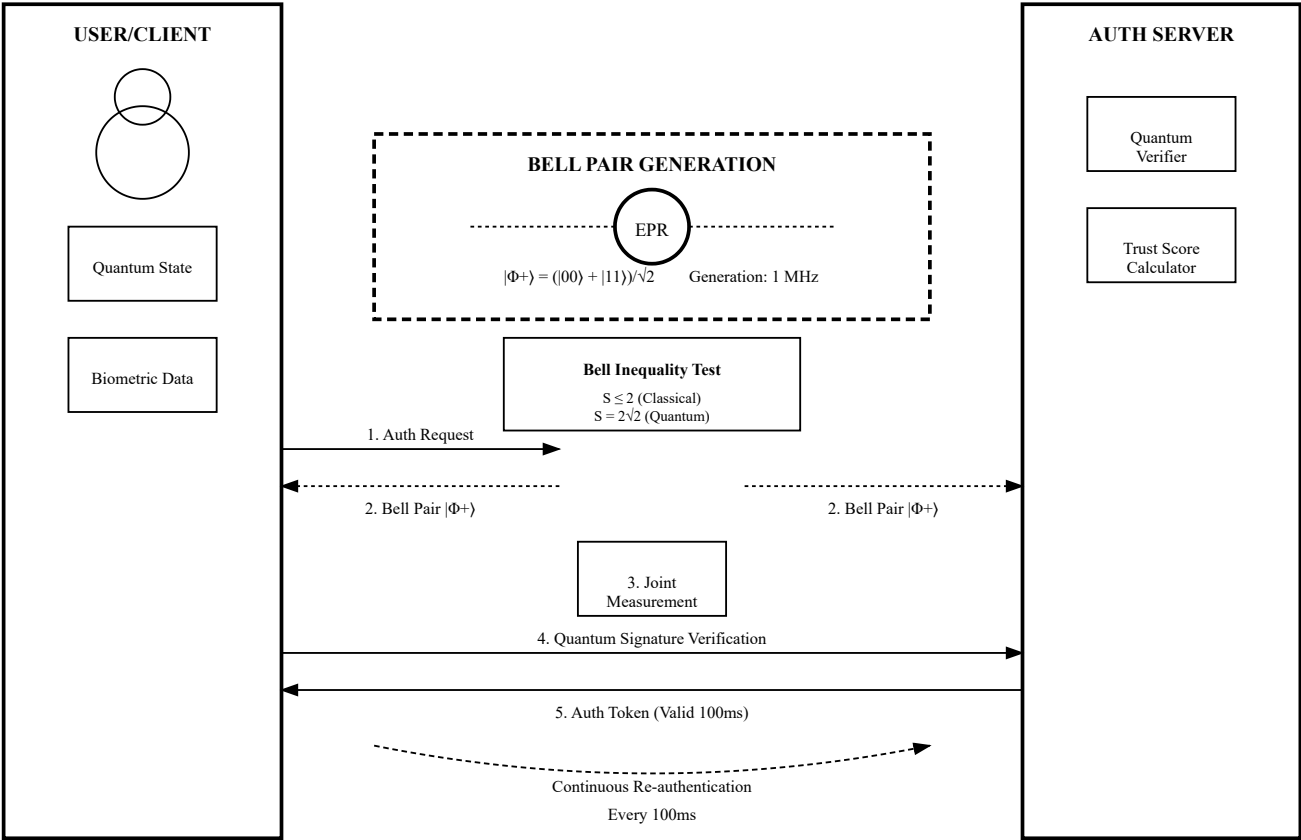 USER/CLIENT
AUTH SERVER
Quantum
Verifier
BELL PAIR GENERATION
EPR
|Φ+⟩ = (|00⟩ + |11⟩)/√2
Generation: 1 MHz
Quantum State
Trust Score
Calculator
Biometric Data
Bell Inequality Test
S ≤ 2 (Classical)
S = 2√2 (Quantum)
1. Auth Request
2. Bell Pair |Φ+⟩
2. Bell Pair |Φ+⟩
3. Joint
Measurement
4. Quantum Signature Verification
5. Auth Token (Valid 100ms)
Continuous Re-authentication
Every 100ms